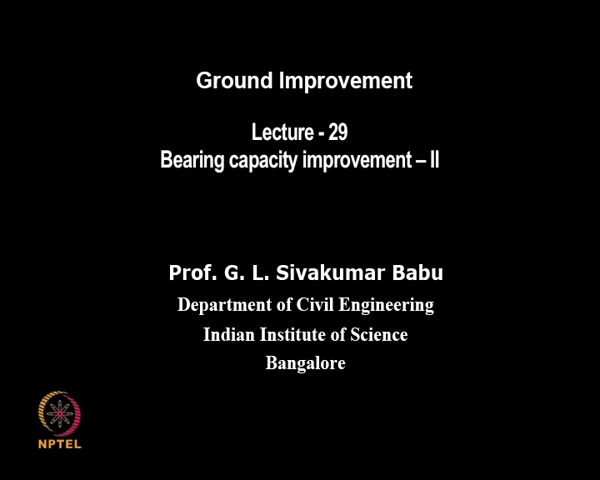 Ground Improvement
Lecture - 29
Bearing capacity improvement – II
Prof. G. L. Sivakumar Babu
Department of Civil Engineering
Indian Institute of Science
Bangalore
NPTEL